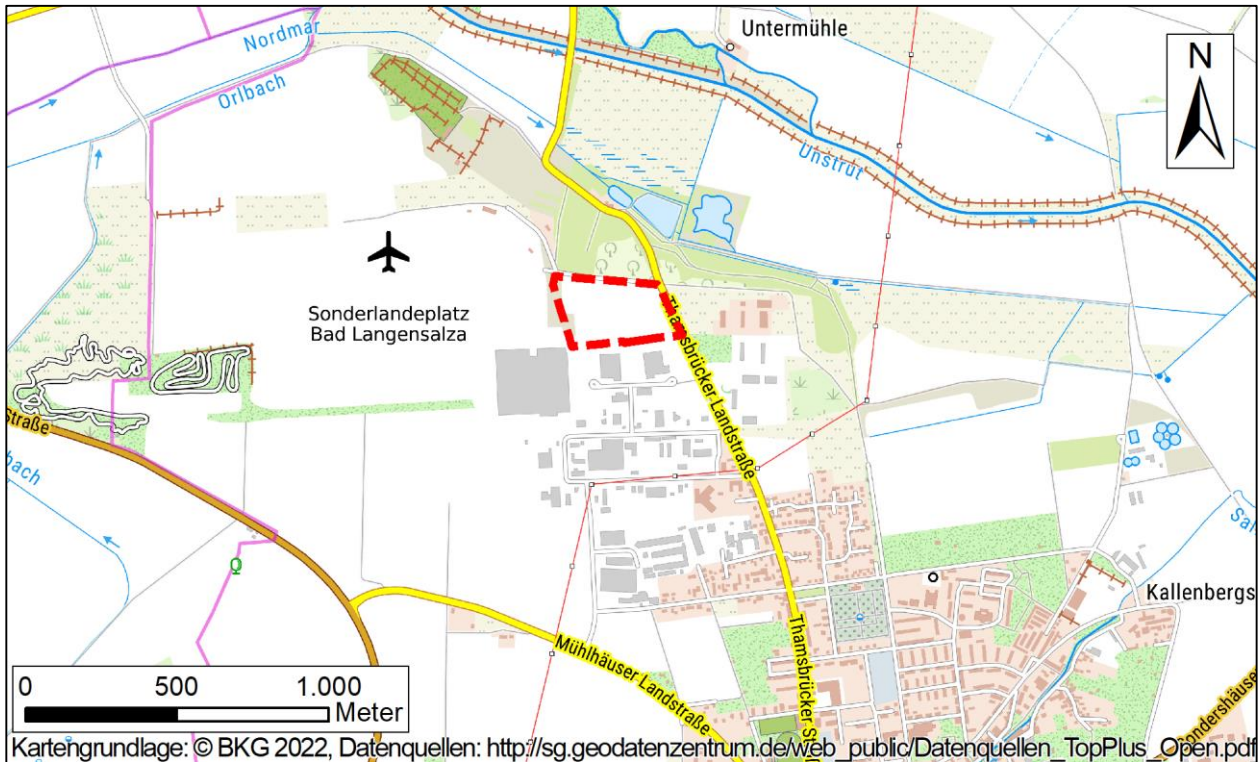 Nordmar
Untermühle
N
Orlbach
Unstrut
Sonderlandeplatz
Bad Langensalza
Thamsbrücker Landstraße
straße
bach
Sal
Kallenbergs
Mühlhäuser Landstraße
Thamsbrücker-Str
Sondershäuse
0 500 1.000
Meter
Kartengrundlage: © BKG 2022, Datenquellen: http://sg.geodatenzentrum.de/web_public/Datenquellen_TopPlus_Open.pdf